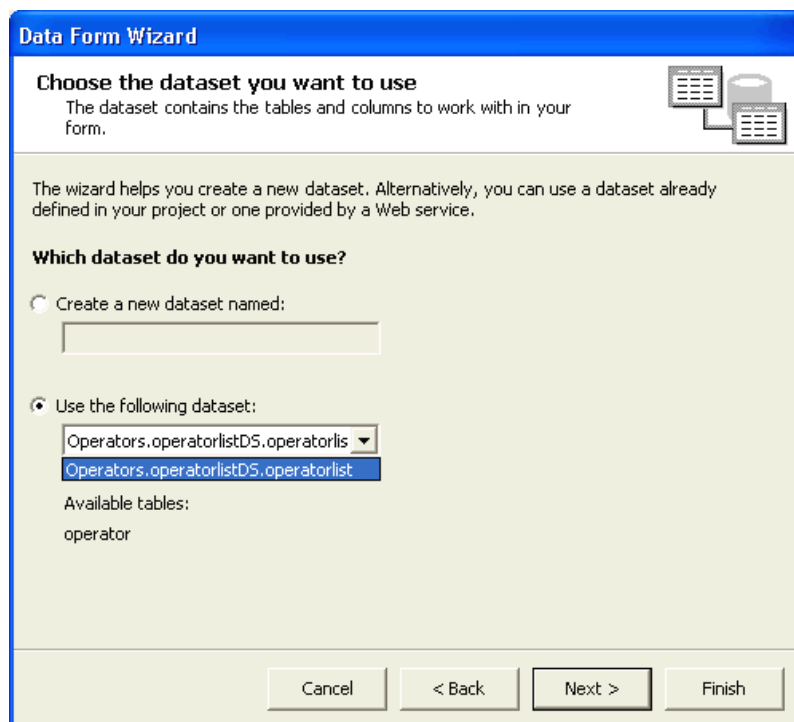 Data Form Wizard
Choose the dataset you want to use
The dataset contains the tables and columns to work with in your
form.
The wizard helps you create a new dataset. Alternatively, you can use a dataset already
defined in your project or one provided by a Web service.
Which dataset do you want to use?
Create a new dataset named:
Use the following dataset:
Operators.operatorlistDS.operatorlis
Operators.operatorlistDS.operatorlist
Available tables:
operator
Cancel
< Back
Next >
Finish